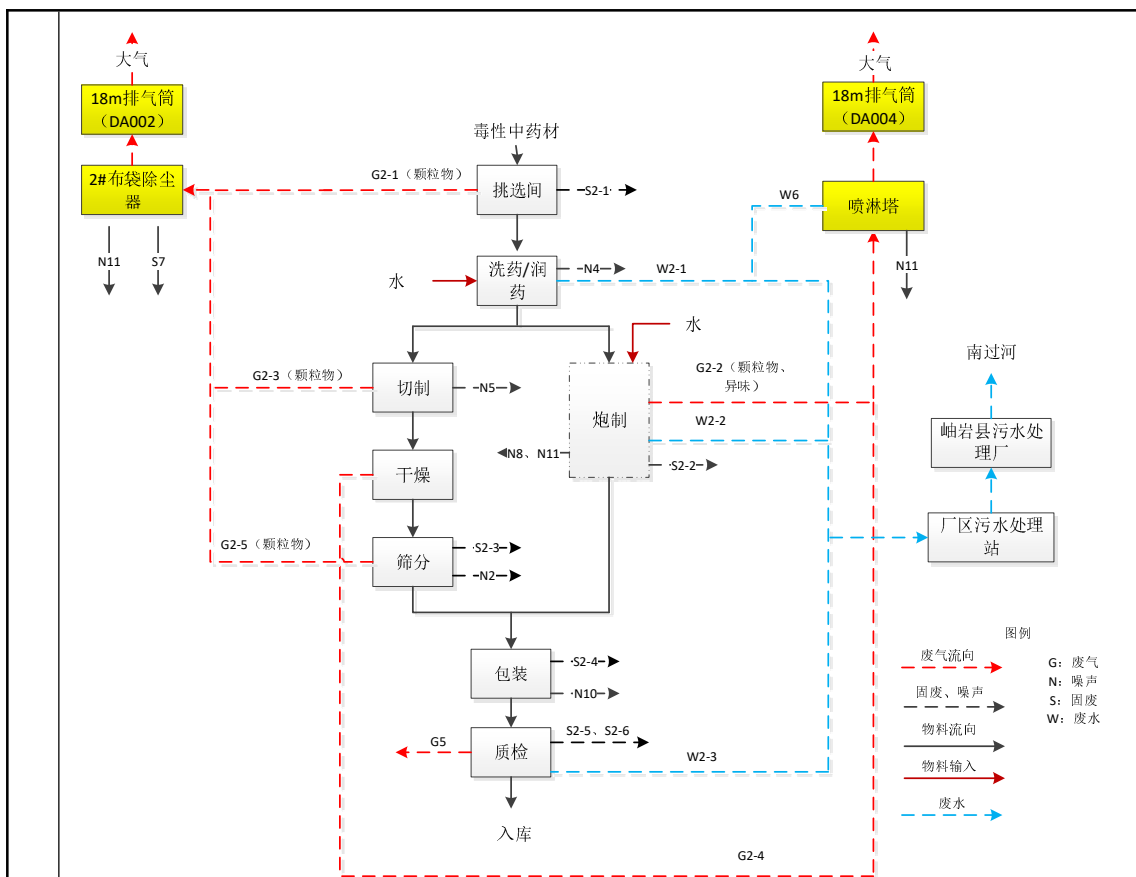 大气
大气
18m排气筒
（DA002）
18m排气筒
（DA004）
毒性中药材
2#布袋除尘
器
G2-1（颗粒物）
挑选间
S2-1
W6
喷淋塔
N11
S7
N11
水
洗药/润
药
N4
W2-1
水
南过河
G2-3（颗粒物）
切制
N5
炮制
G2-2（颗粒物、
异味）
W2-2
岫岩县污水处
理厂
N8、N11
S2-2
干燥
厂区污水处理
站
G2-5（颗粒物）
筛分
S2-3
N2
包装
S2-4
N10
G5
质检
S2-5、S2-6
W2-3
入库
G2-4
图例
废气流向
固废、噪声
物料流向
物料输入
废水
G：废气
N：噪声
S：固废
W：废水